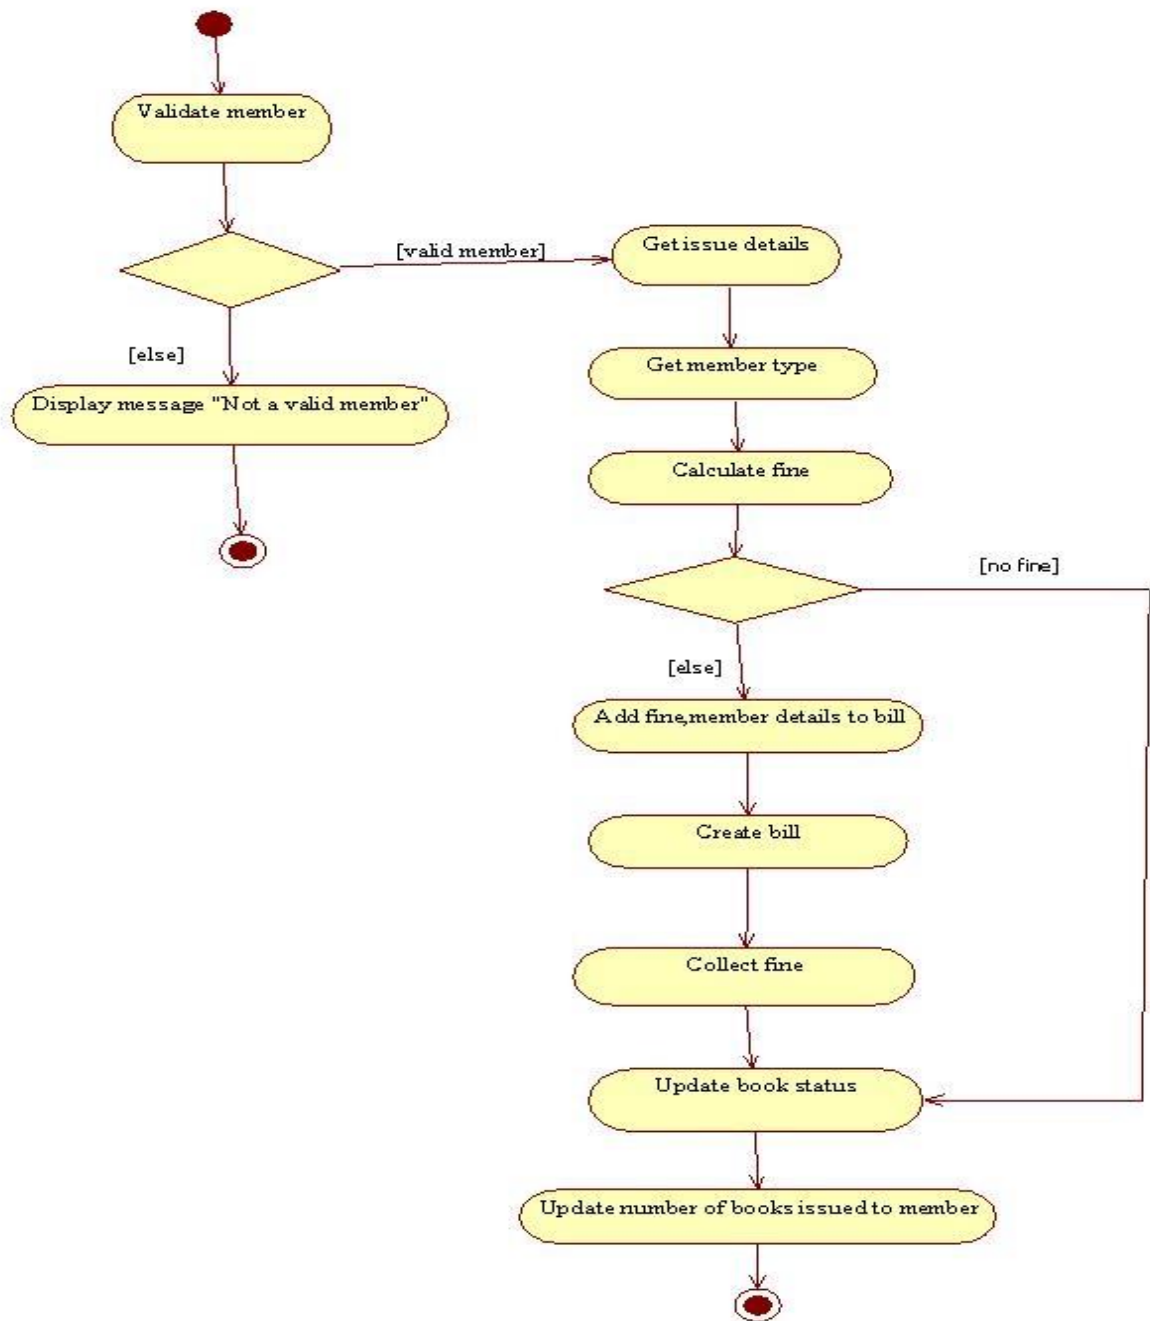 Validate member
[valid member]
Get issue details
[else]
Get member type
Display message "Not a valid member"
Calculate fine
[no fine]
[else]
Add fine,member details to bill
Create bill
Collect fine
Update book status
Update number of books issued to member